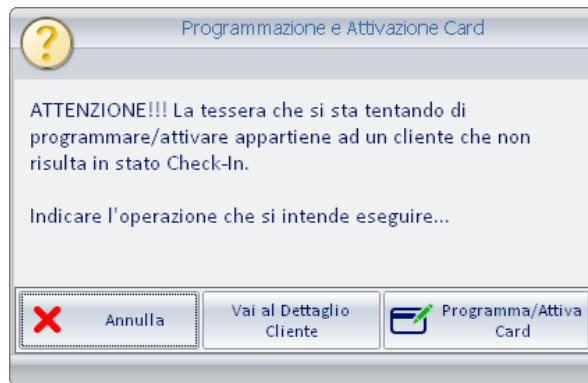 Programmazione e Attivazione Card
ATTENZIONE!!! La tessera che si sta tentando di
programmare/attivare appartiene ad un cliente che non
risulta in stato Check-In.
Indicare l'operazione che si intende eseguire...
Annulla
Vai al Dettaglio
Cliente
Programma/Attiva
Card